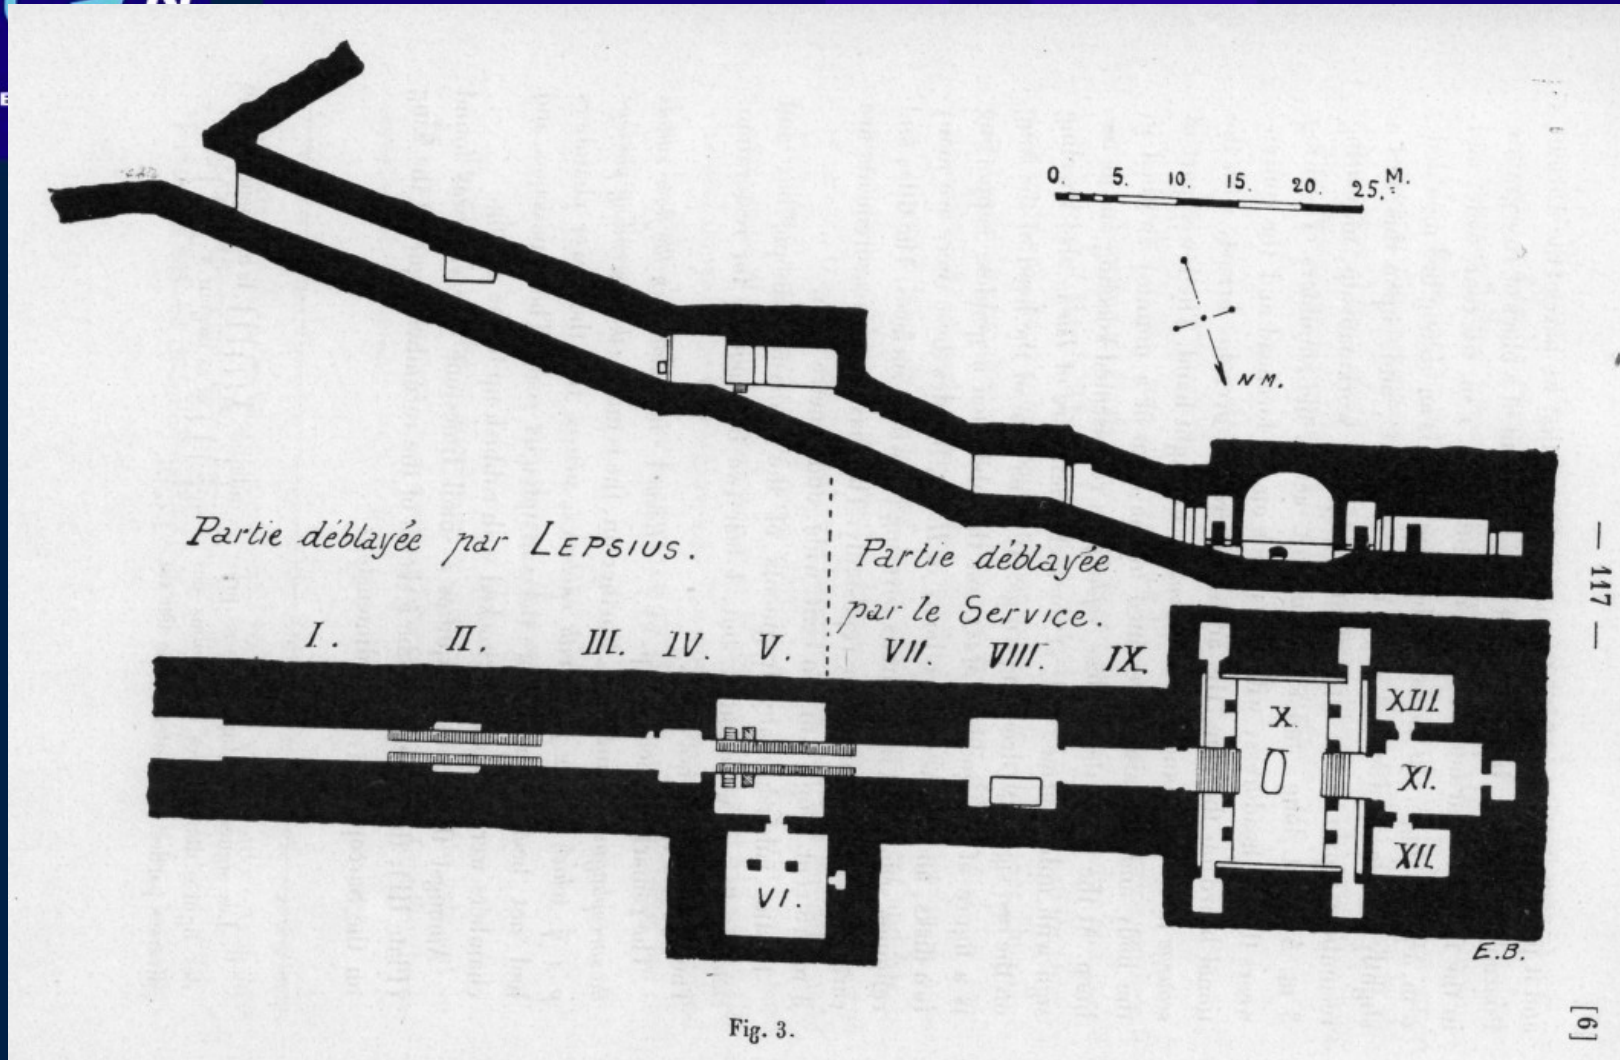 0. 5. 10. 15. 20. 25. M.
N M.
Partie déblayée par LEPSIUS.
Partie déblayée
par le Service.
I. II. III. IV. V. VII. VIII. IX.
X.
XIII.
XI.
XII.
VI.
E.B.
Fig. 3.
— 117 —
[6]